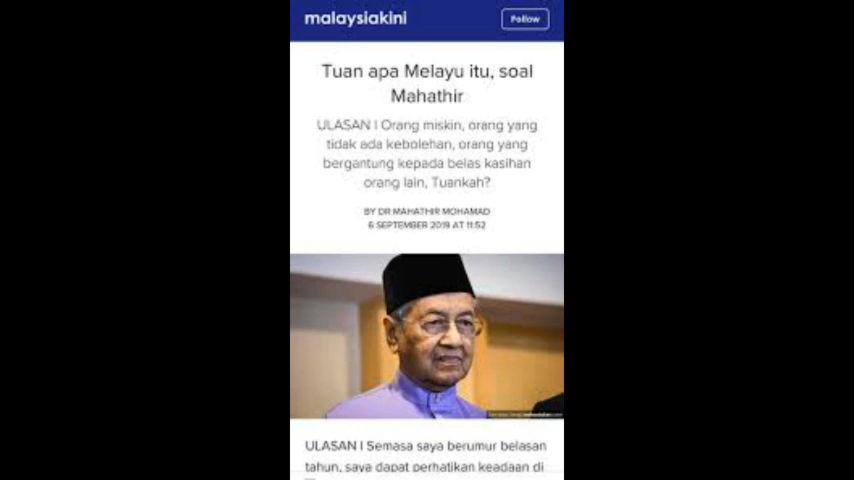 malaysiakini
Follow
Tuan apa Melayu itu, soal
Mahathir
ULASAN | Orang miskin, orang yang
tidak ada kebolehan, orang yang
bergantung kepada belas kasihan
orang lain, Tuankah?
BY DR MAHATHIR MOHAMAD
6 SEPTEMBER 2019 AT 11:52
ULASAN | Semasa saya berumur belasan
tahun, saya dapat perhatikan keadaan di